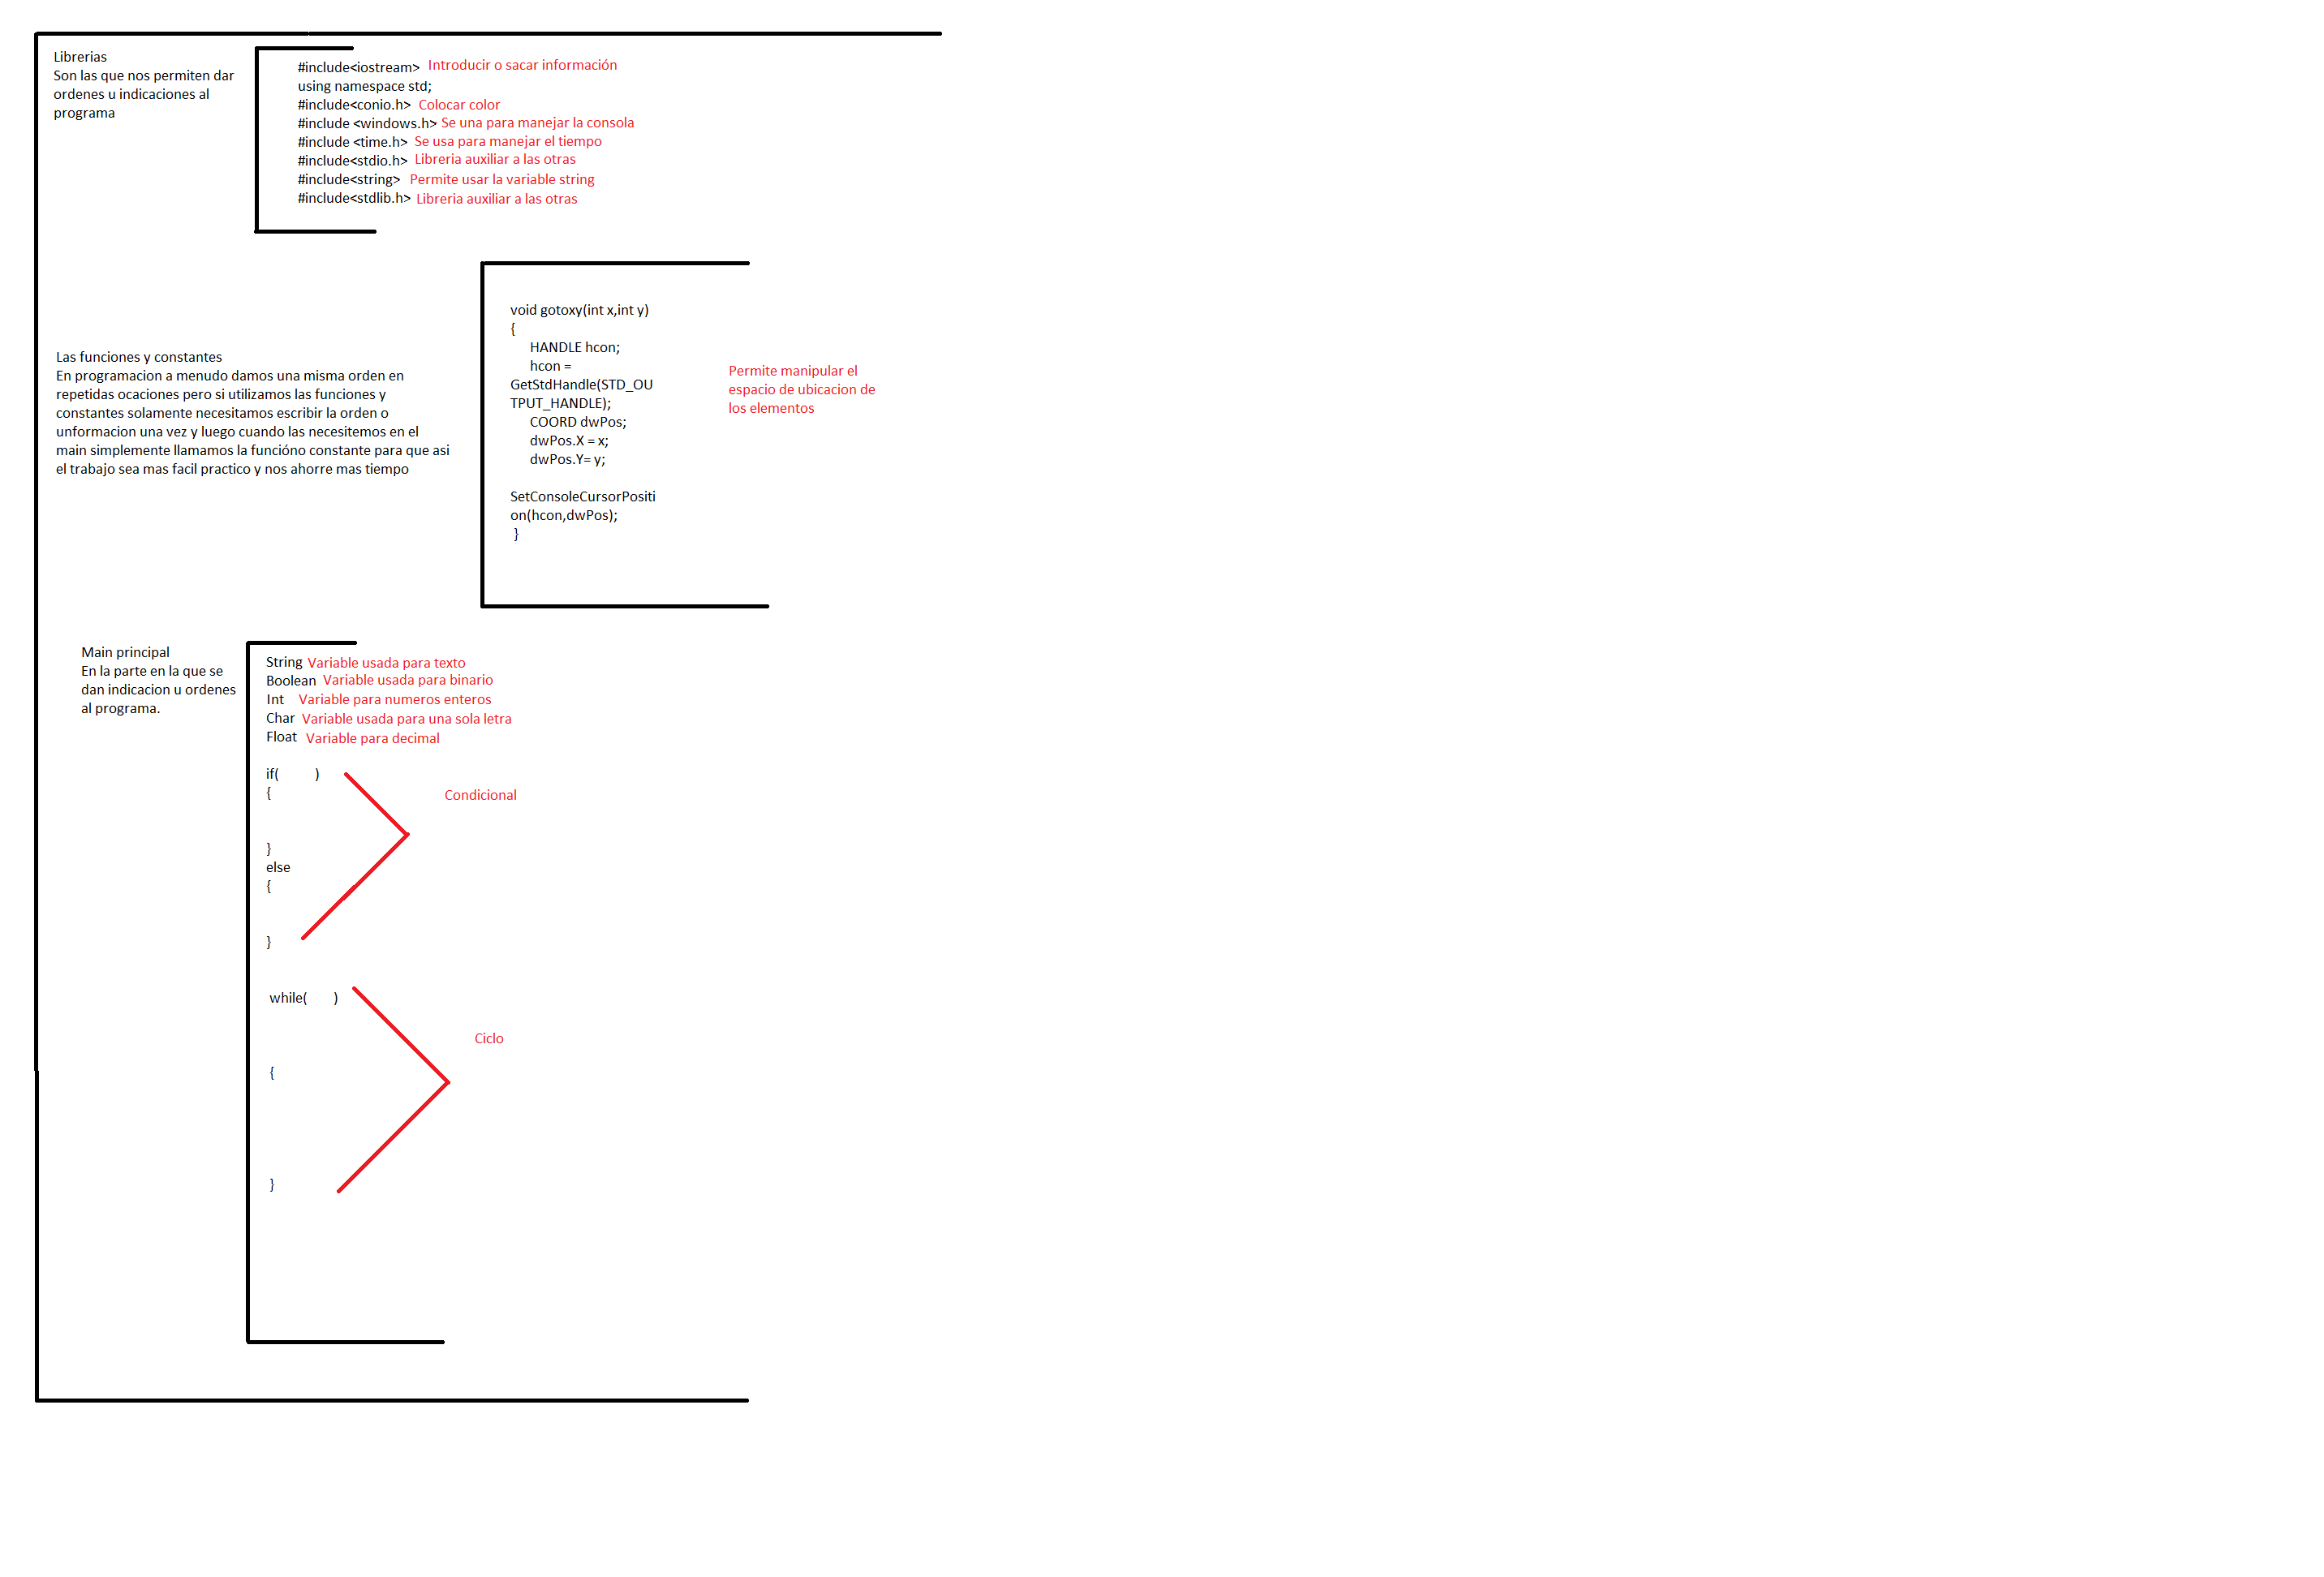 Librerias
Son las que nos permiten dar
ordenes u indicaciones al
programa
#include<iostream> Introducir o sacar información
using namespace std;
#include<conio.h> Colocar color
#include <windows.h> Se una para manejar la consola
#include <time.h> Se usa para manejar el tiempo
#include<stdio.h> Libreria auxiliar a las otras
#include<string> Permite usar la variable string
#include<stdlib.h> Libreria auxiliar a las otras
Las funciones y constantes
En programacion a menudo damos una misma orden en
repetidas ocaciones pero si utilizamos las funciones y
constantes solamente necesitamos escribir la orden o
unformacion una vez y luego cuando las necesitemos en el
main simplemente llamamos la funcióno constante para que asi
el trabajo sea mas facil practico y nos ahorre mas tiempo
void gotoxy(int x,int y)
{
HANDLE hcon;
hcon =
GetStdHandle(STD_OU
TPUT_HANDLE);
COORD dwPos;
dwPos.X = x;
dwPos.Y= y;
SetConsoleCursorPositi
on(hcon,dwPos);
}
Permite manipular el
espacio de ubicacion de
los elementos
Main principal
En la parte en la que se
dan indicacion u ordenes
al programa.
String Variable usada para texto
Boolean Variable usada para binario
Int Variable para numeros enteros
Char Variable usada para una sola letra
Float Variable para decimal
if( )
{
}
else
{
}
Condicional
while( )
{
}
Ciclo